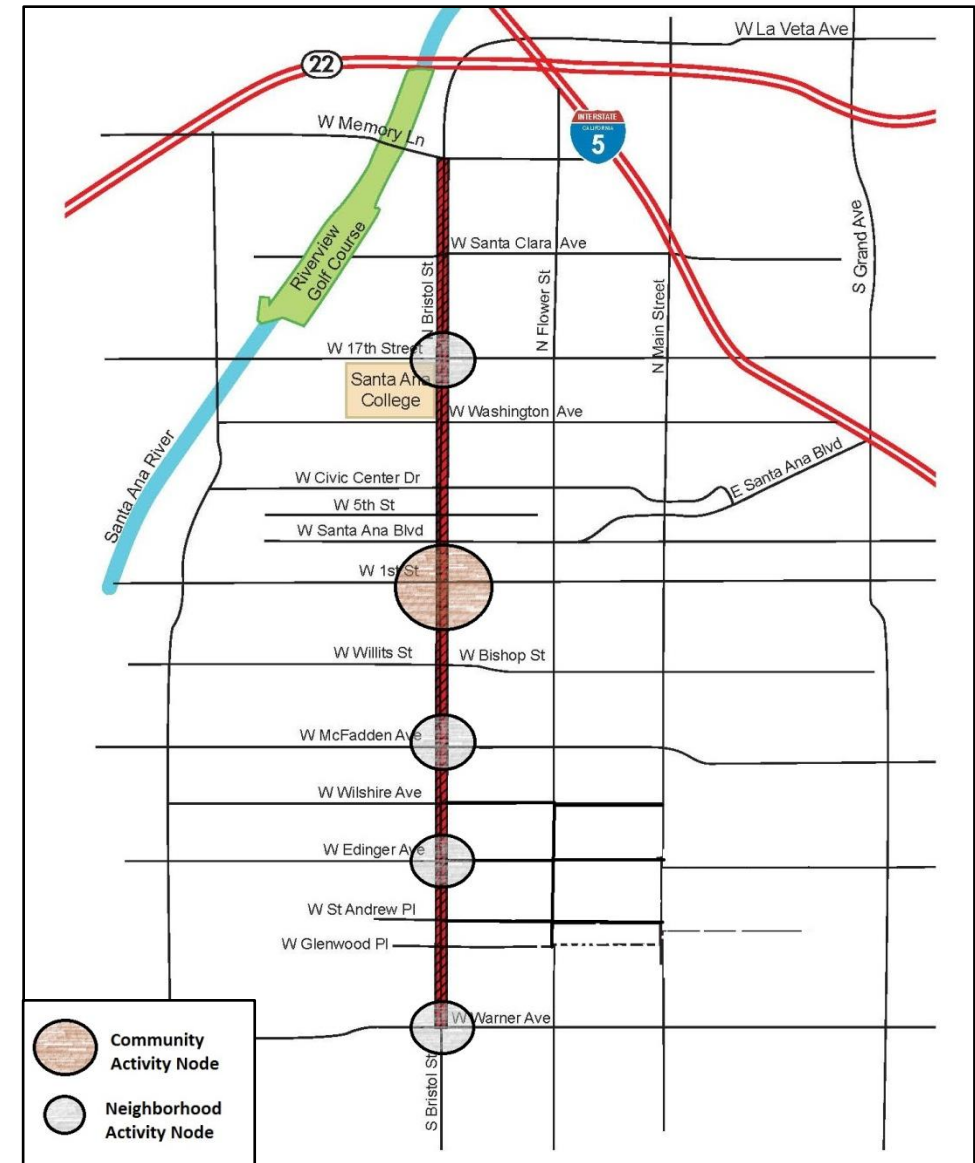 W La Veta Ave
22
W Memory Ln
INTERSTATE
CALIFORNIA
5
Riverview
Golf Course
W Santa Clara Ave
S Grand Ave
N Bristol St
N Flower St
N Main Street
W 17th Street
Santa Ana
College
W Washington Ave
Santa Ana River
W Civic Center Dr
E Santa Ana Blvd
W 5th St
W Santa Ana Blvd
W 1st St
W Willits St
W Bishop St
W McFadden Ave
W Wilshire Ave
W Edinger Ave
W St Andrew Pl
W Glenwood Pl
W Warner Ave
S Bristol St
Community
Activity Node
Neighborhood
Activity Node